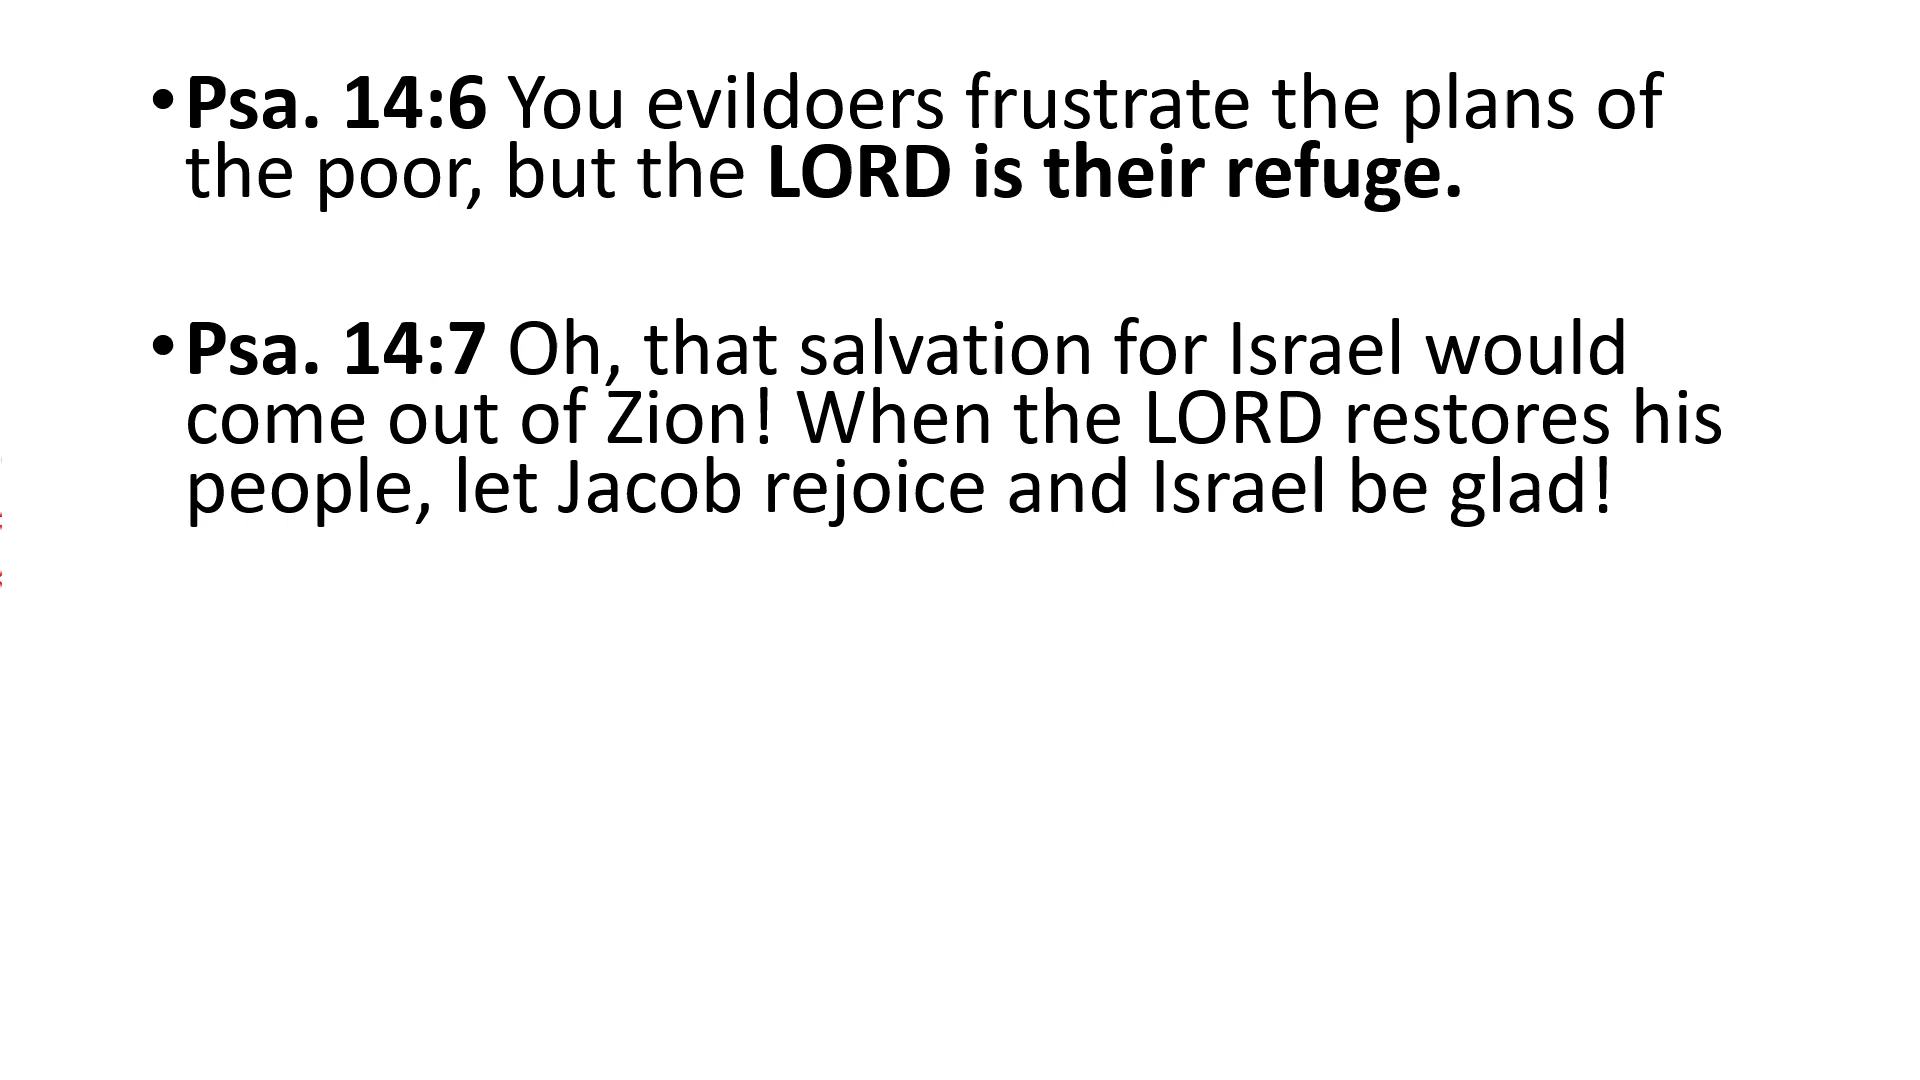 •Psa. 14:6 You evildoers frustrate the plans of
the poor, but the LORD is their refuge.
•Psa. 14:7 Oh, that salvation for Israel would
come out of Zion! When the LORD restores his
people, let Jacob rejoice and Israel be glad!